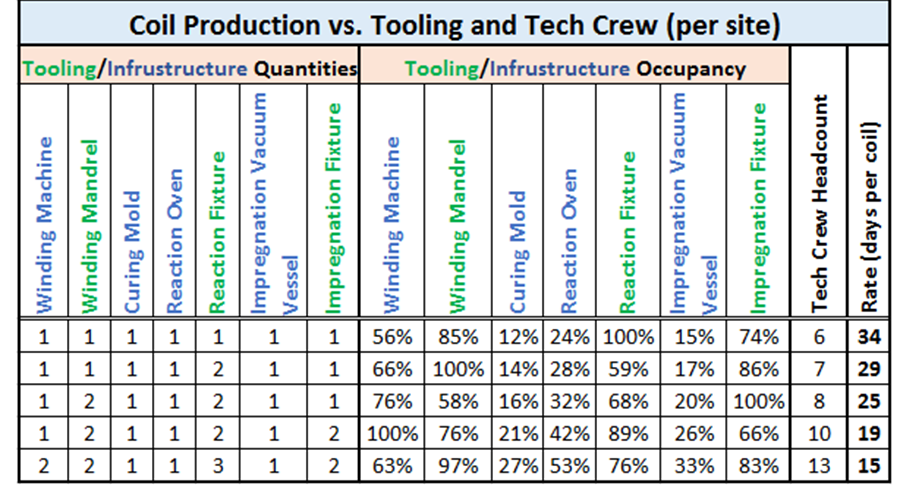 Coil Production vs. Tooling and Tech Crew (per site)
Tooling/Infrustructure Quantities Tooling/Infrustructure Occupancy
Winding Machine
Winding Mandrel
Curing Mold
Reaction Oven
Reaction Fixture
Impregnation Vacuum
Vessel
Impregnation Fixture
Winding Machine
Winding Mandrel
Curing Mold
Reaction Oven
Reaction Fixture
Impregnation Vacuum
Vessel
Impregnation Fixture
Tech Crew Headcount
Rate (days per coil)
1 1 1 1 1 1 1 56% 85% 12% 24% 100% 15% 74% 6 34
1 1 1 1 2 1 1 66% 100% 14% 28% 59% 17% 86% 7 29
1 2 1 1 2 1 1 76% 58% 16% 32% 68% 20% 100% 8 25
1 2 1 1 2 1 2 100% 76% 21% 42% 89% 26% 66% 10 19
2 2 1 1 3 1 2 63% 97% 27% 53% 76% 33% 83% 13 15